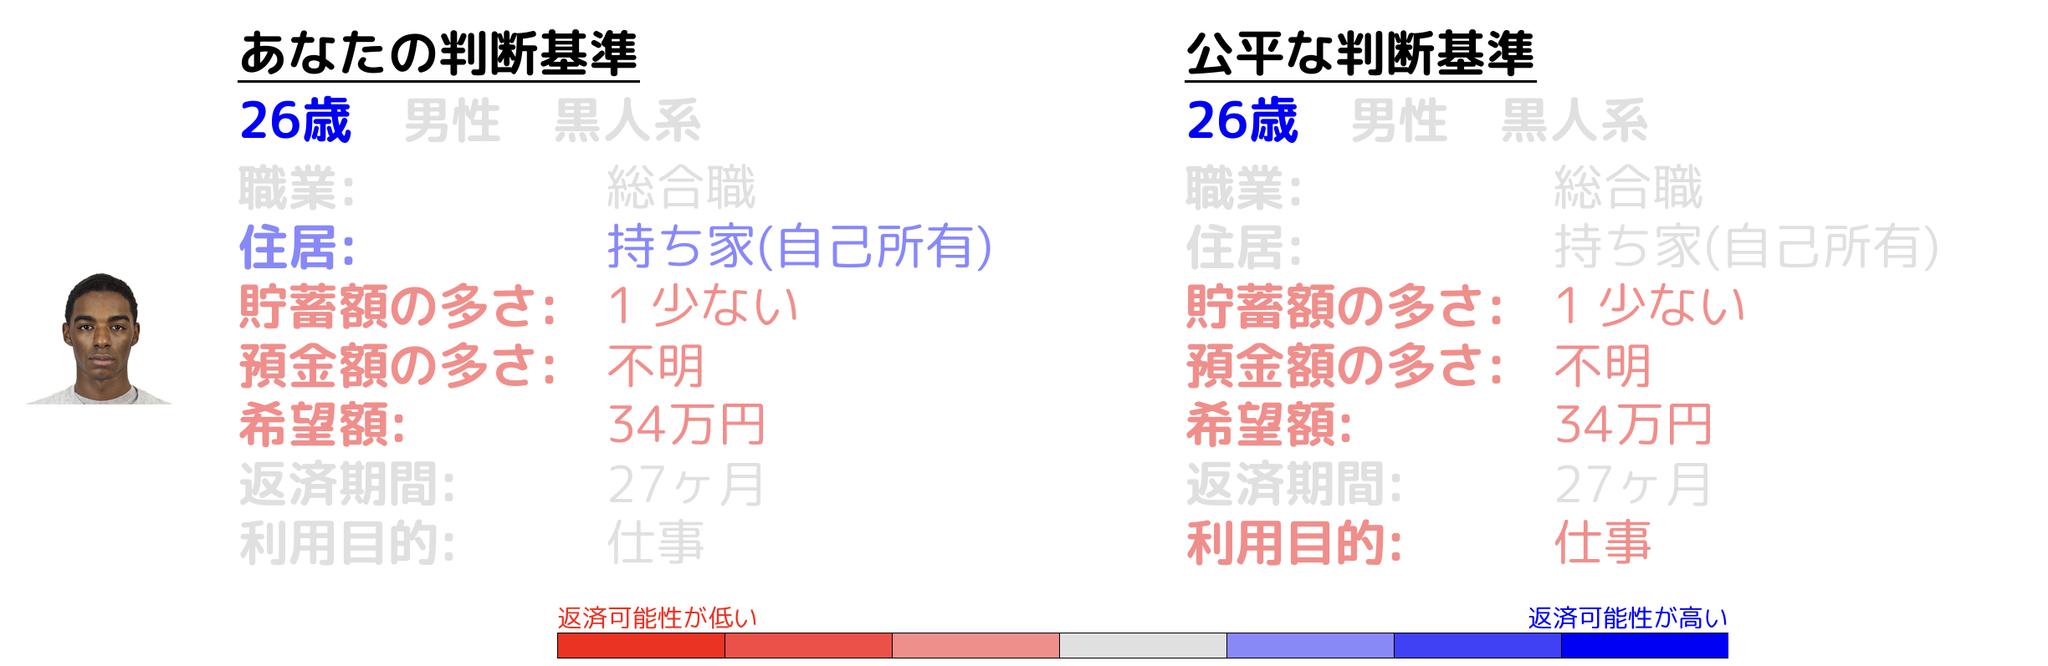 あなたの判断基準
26歳 男性 黒人系
職業: 総合職
住居: 持ち家(自己所有)
貯蓄額の多さ: 1 少ない
預金額の多さ: 不明
希望額: 34万円
返済期間: 27ヶ月
利用目的: 仕事
公平な判断基準
26歳 男性 黒人系
職業: 総合職
住居: 持ち家(自己所有)
貯蓄額の多さ: 1 少ない
預金額の多さ: 不明
希望額: 34万円
返済期間: 27ヶ月
利用目的: 仕事
返済可能性が低い 返済可能性が高い